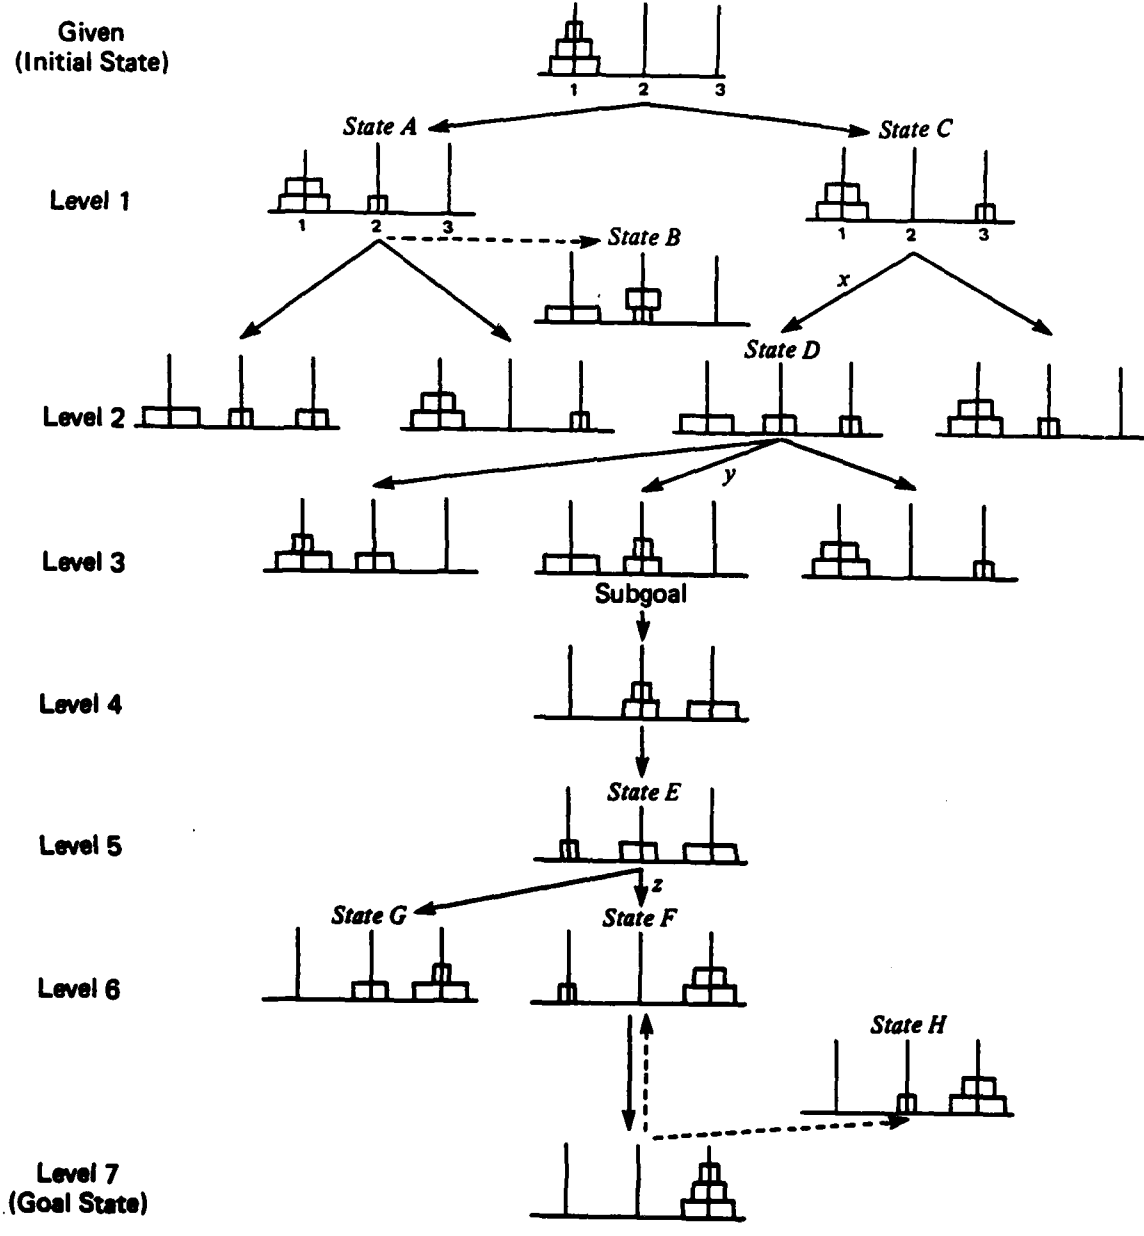 Given
(Initial State)
1 2 3
State A
State C
Level 1
1 2 3
1 2 3
State B
x
State D
Level 2
y
Level 3
Subgoal
Level 4
State E
Level 5
z
State G
State F
Level 6
State H
Level 7
(Goal State)